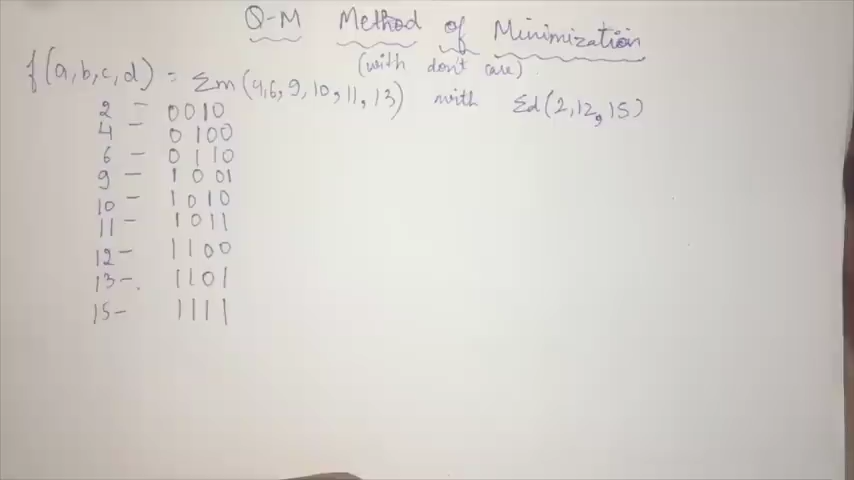 Q-M Method of Minimization
(with don't care).
f(a,b,c,d) = Σm(4,6,9,10,11,13) with Σd(2,12,15)
2 - 0010
4 - 0100
6 - 0110
9 - 1001
10 - 1010
11 - 1011
12 - 1100
13 - 1101
15 - 1111